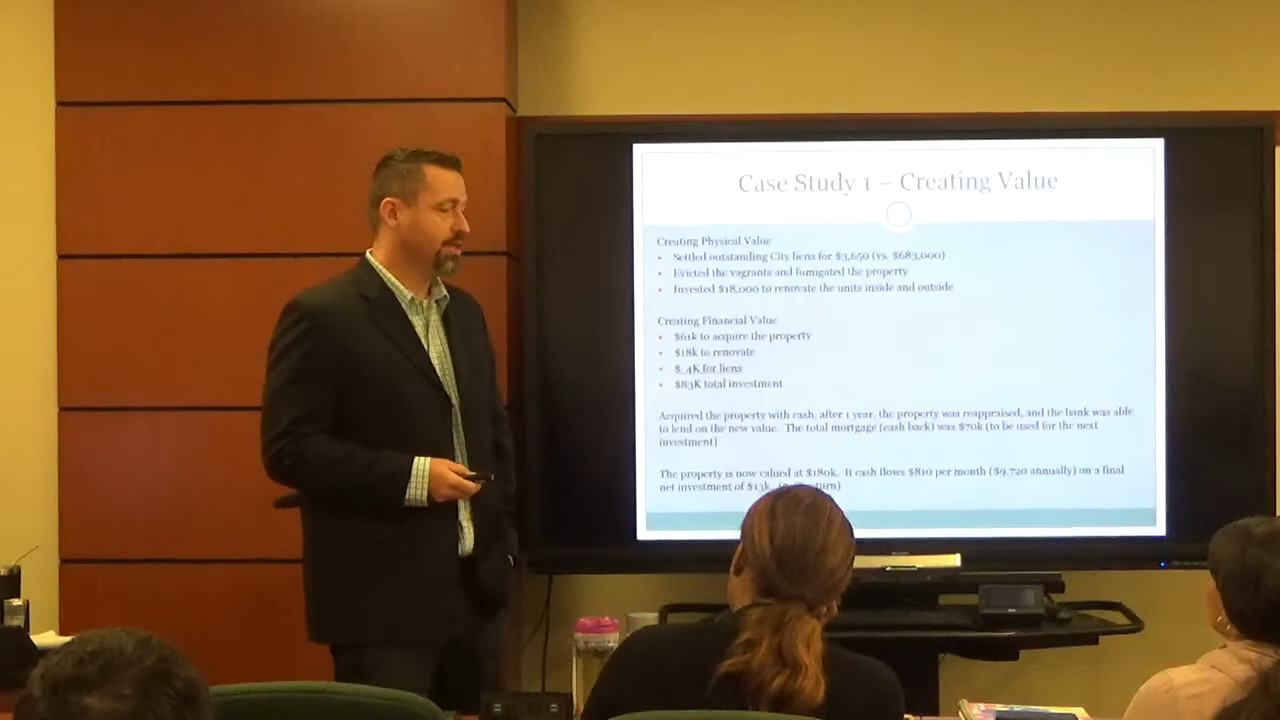 Case Study 1 – Creating Value
Creating Physical Value
• Settled outstanding City liens for $3,650 (vs. $683,000)
• Evicted the vagrants and fumigated the property
• Invested $18,000 to renovate the units inside and outside
Creating Financial Value
• $61k to acquire the property
• $18k to renovate
• $ 4K for liens
• $83K total investment
Acquired the property with cash, after 1 year, the property was reappraised, and the bank was able
to lend on the new value. The total mortgage (cash back) was $70k (to be used for the next
investment)
The property is now valued at $180k. It cash flows $810 per month ($9,720 annually) on a final
net investment of $13k.